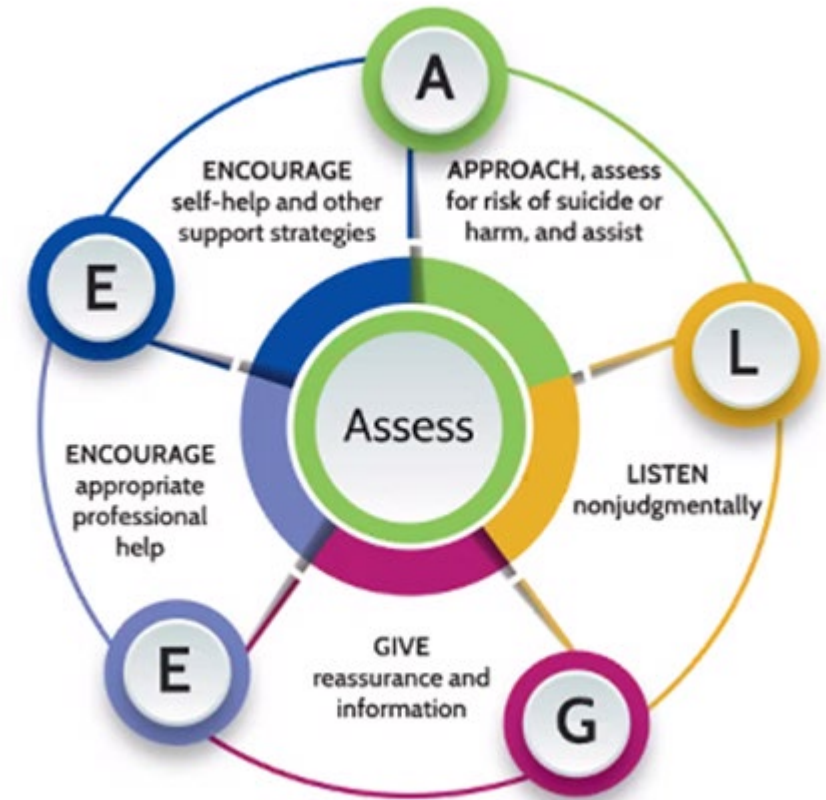 A
APPROACH, assess
for risk of suicide or
harm, and assist
L
LISTEN
nonjudgmentally
G
GIVE
reassurance and
information
E
ENCOURAGE
appropriate
professional
help
E
ENCOURAGE
self-help and other
support strategies
Assess